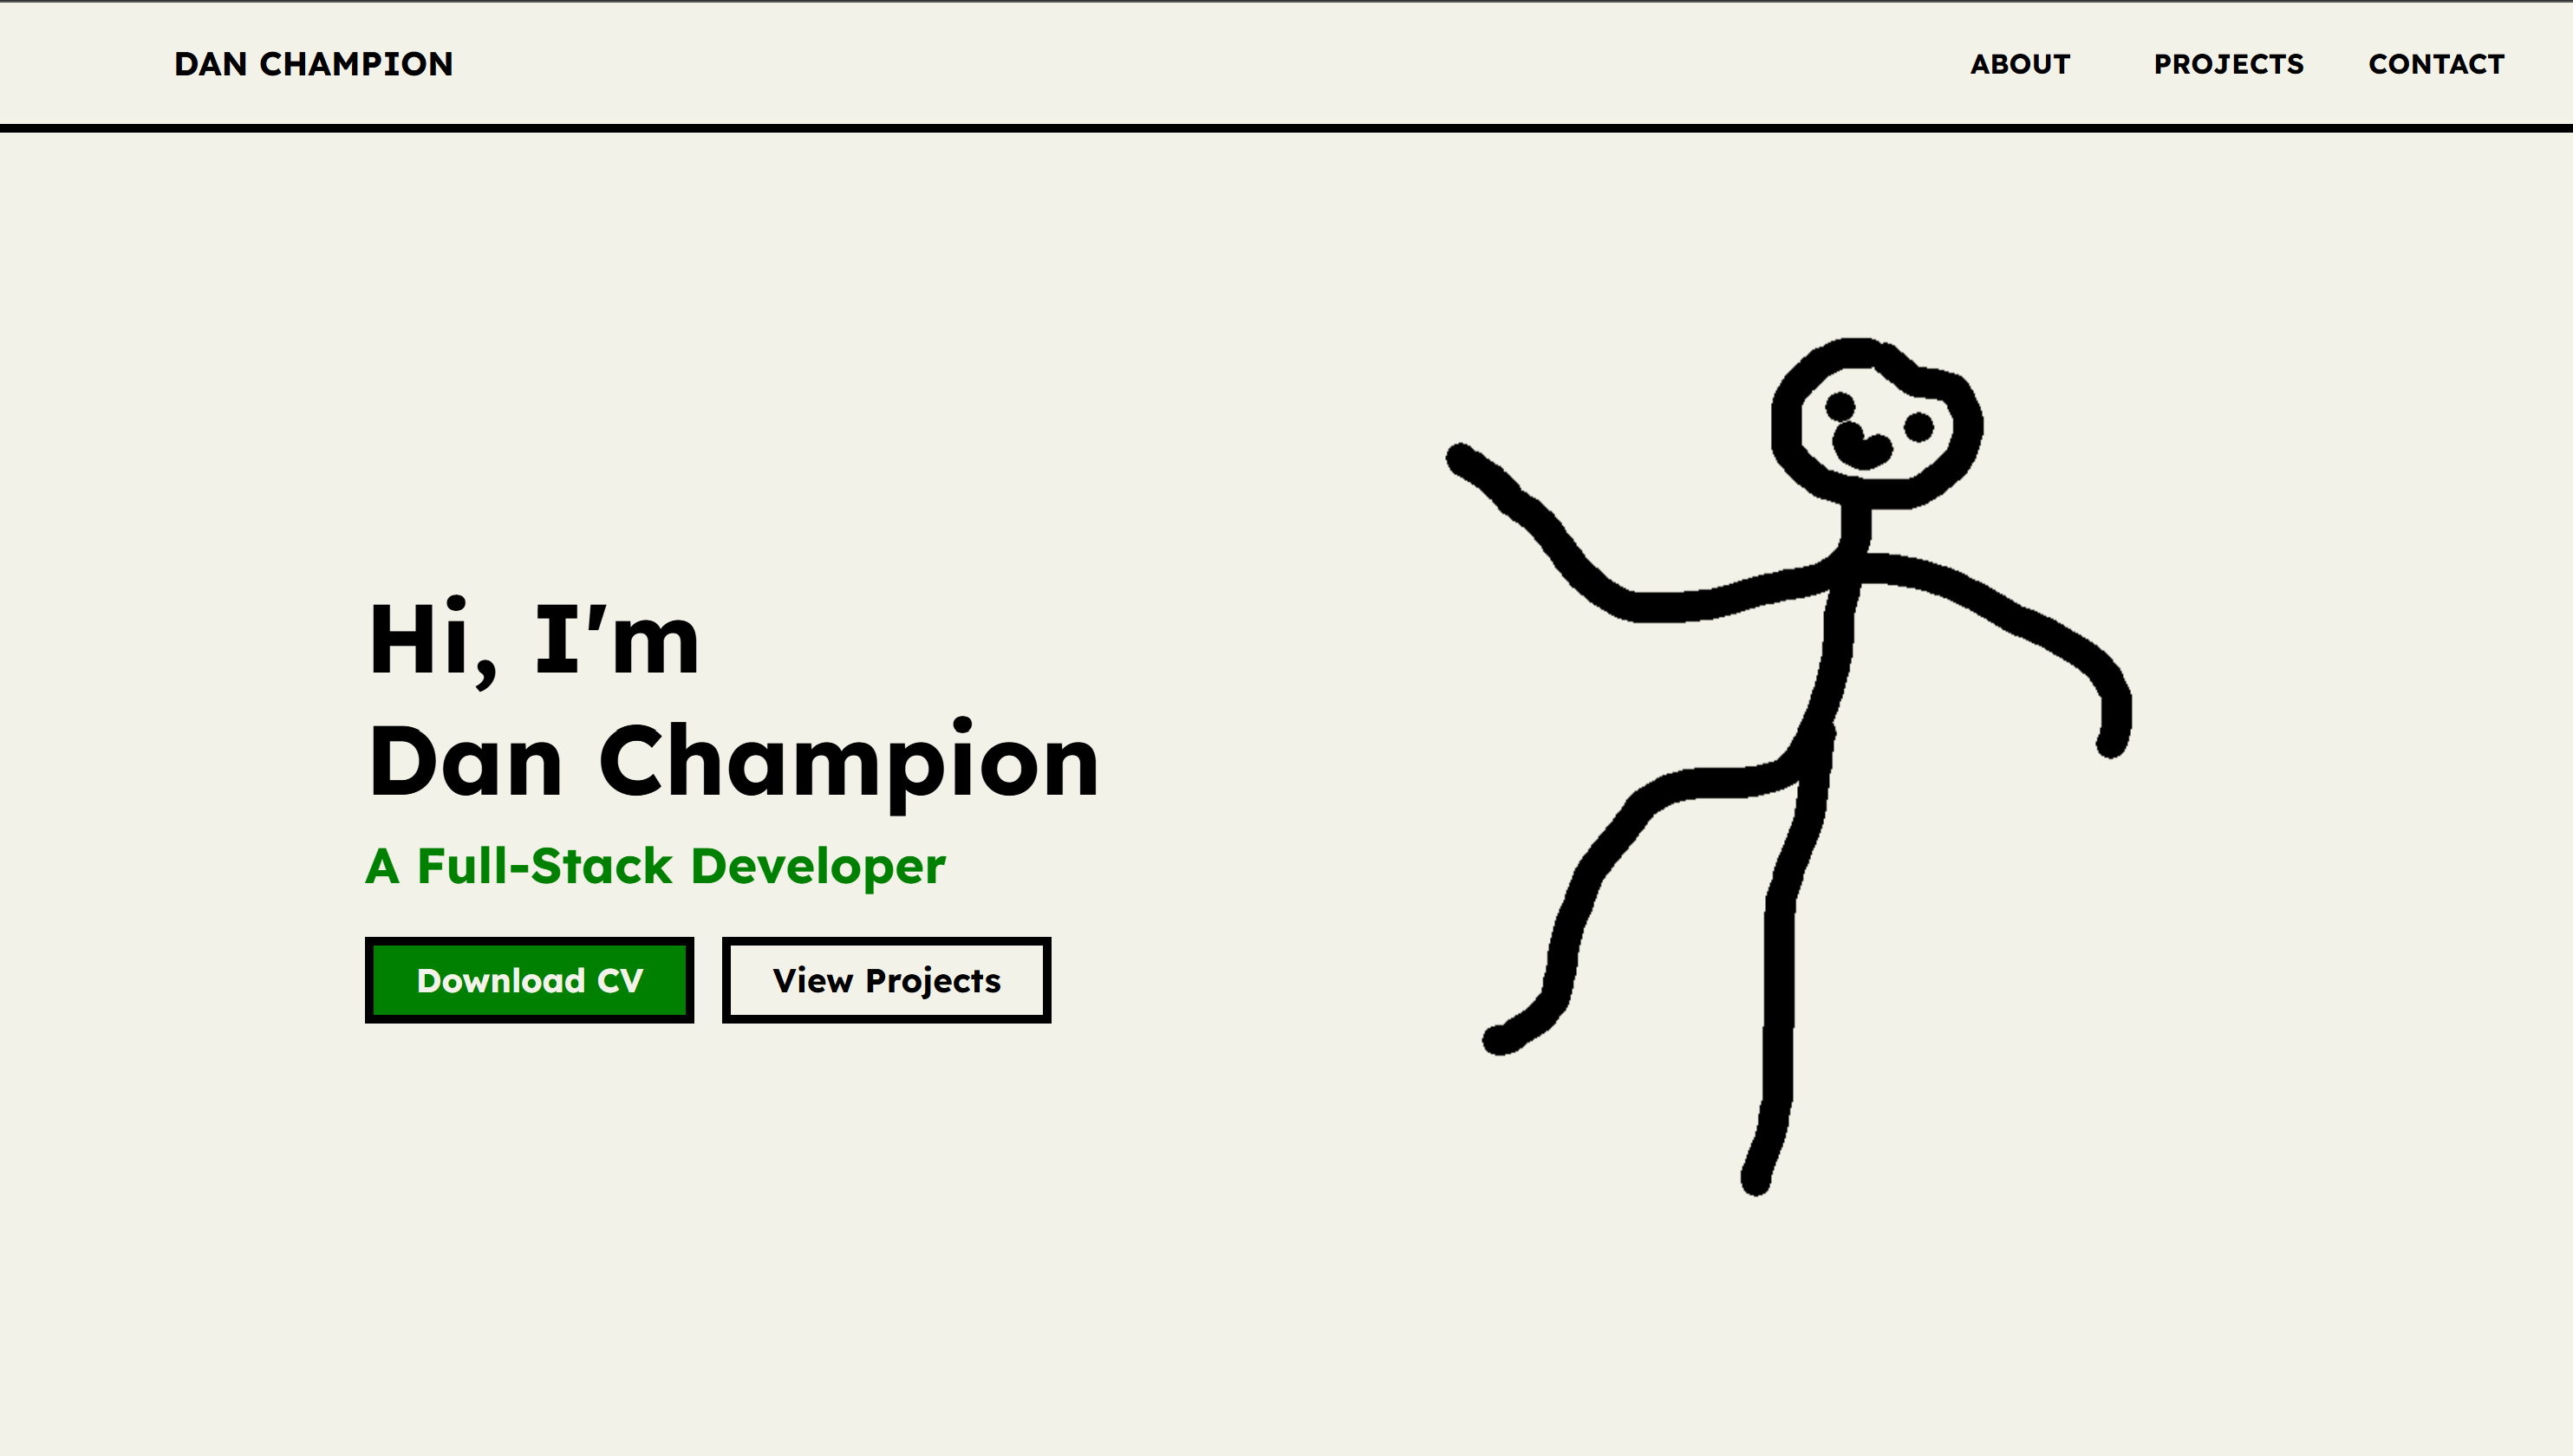 DAN CHAMPION
ABOUT PROJECTS CONTACT
Hi, I'm
Dan Champion
A Full-Stack Developer
Download CV
View Projects